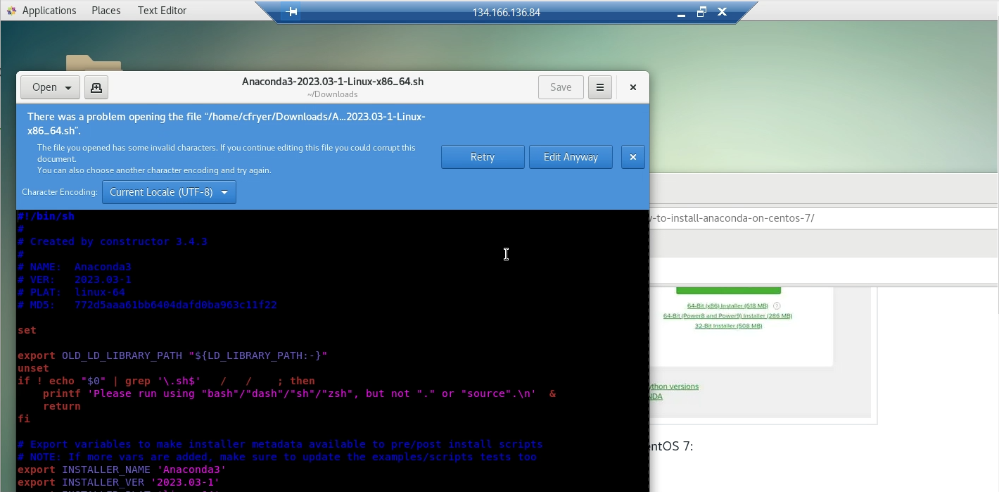 Applications Places Text Editor
134.166.136.84
Open
Anaconda3-2023.03-1-Linux-x86_64.sh
~/Downloads
Save
There was a problem opening the file “/home/cfryer/Downloads/A…2023.03-1-Linux-
x86_64.sh”.
The file you opened has some invalid characters. If you continue editing this file you could corrupt this
document.
You can also choose another character encoding and try again.
Retry
Edit Anyway
Character Encoding: Current Locale (UTF-8)
#!/bin/sh
#
# Created by constructor 3.4.3
#
# NAME:  Anaconda3
# VER:   2023.03-1
# PLAT:  linux-64
# MD5:   772d5aaa61bb6404dafd0ba963c11f22
set
export OLD_LD_LIBRARY_PATH "${LD_LIBRARY_PATH:-}"
unset
if ! echo "$0" | grep '\.sh$'   /   /    ; then
    printf 'Please run using "bash"/"dash"/"sh"/"zsh", but not "." or "source".\n'  &
    return
fi
# Export variables to make installer metadata available to pre/post install scripts
# NOTE: If more vars are added, make sure to update the examples/scripts tests too
export INSTALLER_NAME 'Anaconda3'
export INSTALLER_VER '2023.03-1'
-to-install-anaconda-on-centos-7/
64-Bit (x86) Installer (618 MB)
64-Bit (Power8 and Power9) Installer (286 MB)
32-Bit Installer (508 MB)
ython versions
NDA
entOS 7: